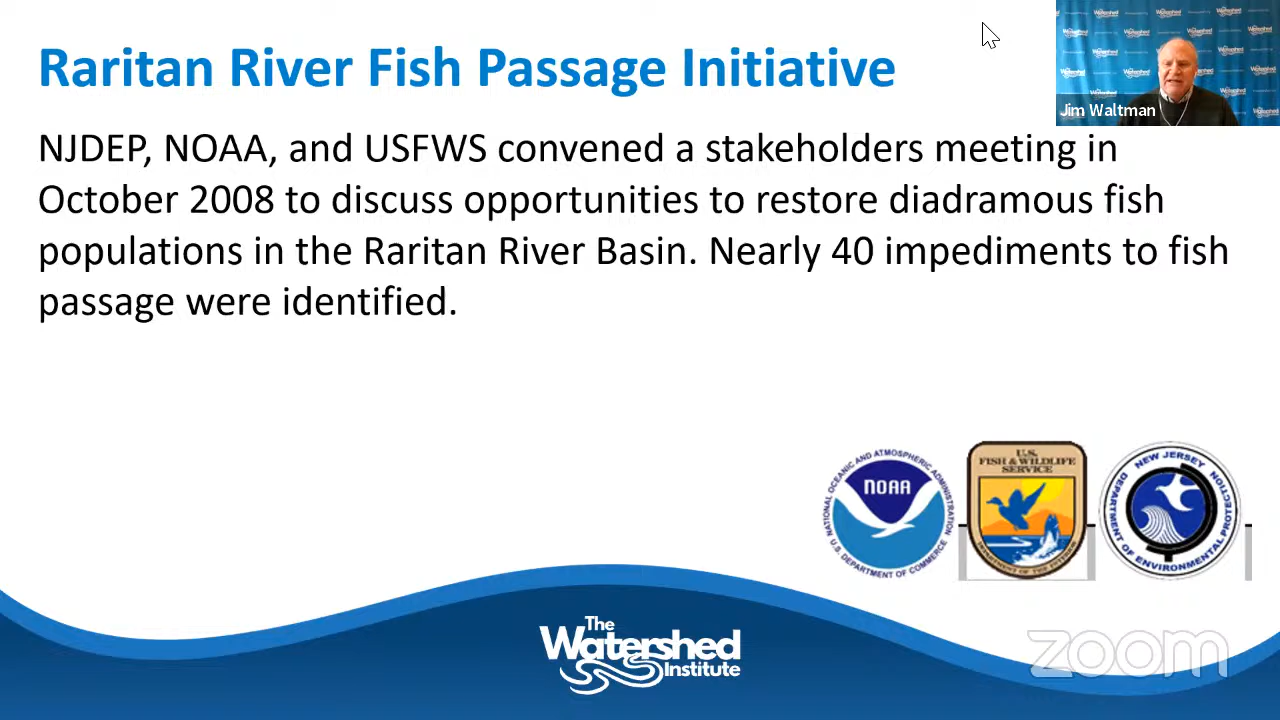 Raritan River Fish Passage Initiative
Jim Waltman
NJDEP, NOAA, and USFWS convened a stakeholders meeting in
October 2008 to discuss opportunities to restore diadramous fish
populations in the Raritan River Basin. Nearly 40 impediments to fish
passage were identified.
NATIONAL OCEANIC AND ATMOSPHERIC ADMINISTRATION
NOAA
U.S. DEPARTMENT OF COMMERCE
U.S.
FISH & WILDLIFE
SERVICE
DEPARTMENT OF THE INTERIOR
NEW JERSEY
DEPARTMENT OF ENVIRONMENTAL PROTECTION
The
Watershed
Institute
zoom